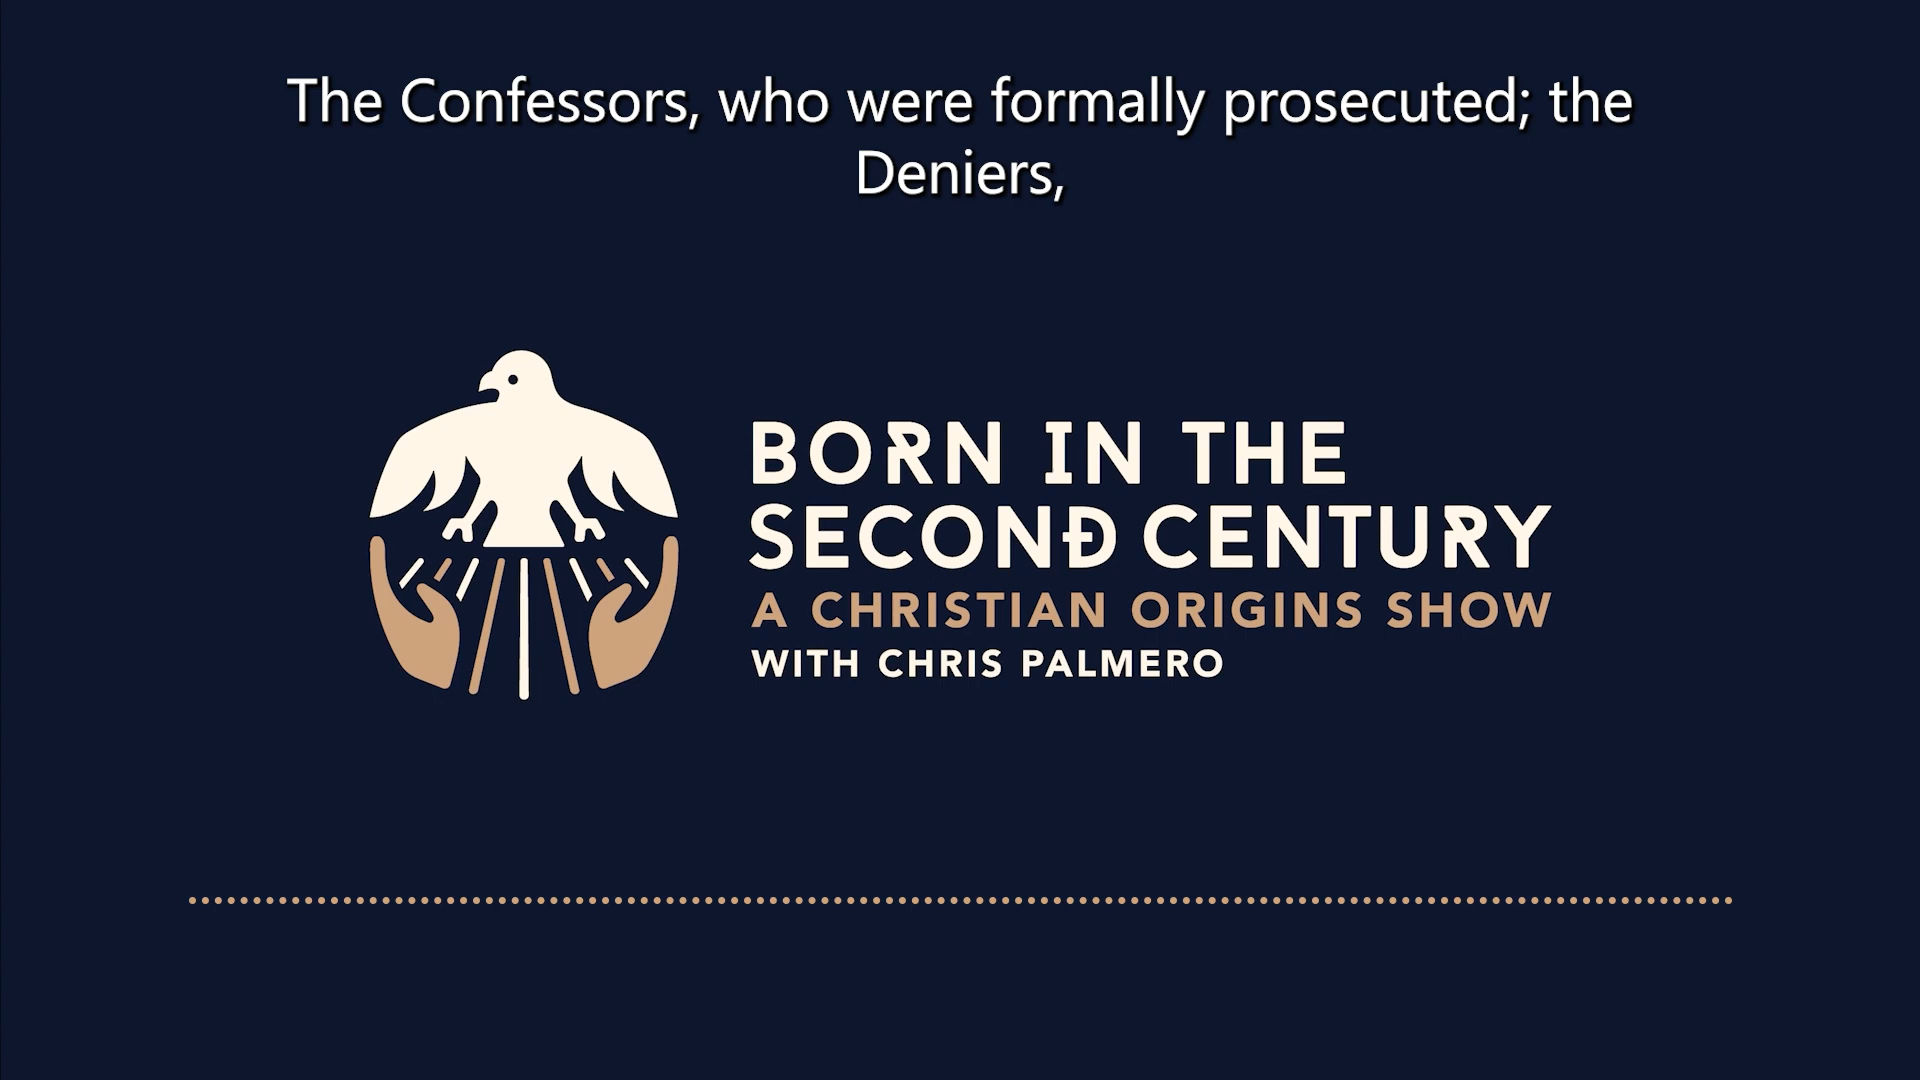 The Confessors, who were formally prosecuted; the
Deniers,
BORN IN THE
SECOND CENTURY
A CHRISTIAN ORIGINS SHOW
WITH CHRIS PALMERO